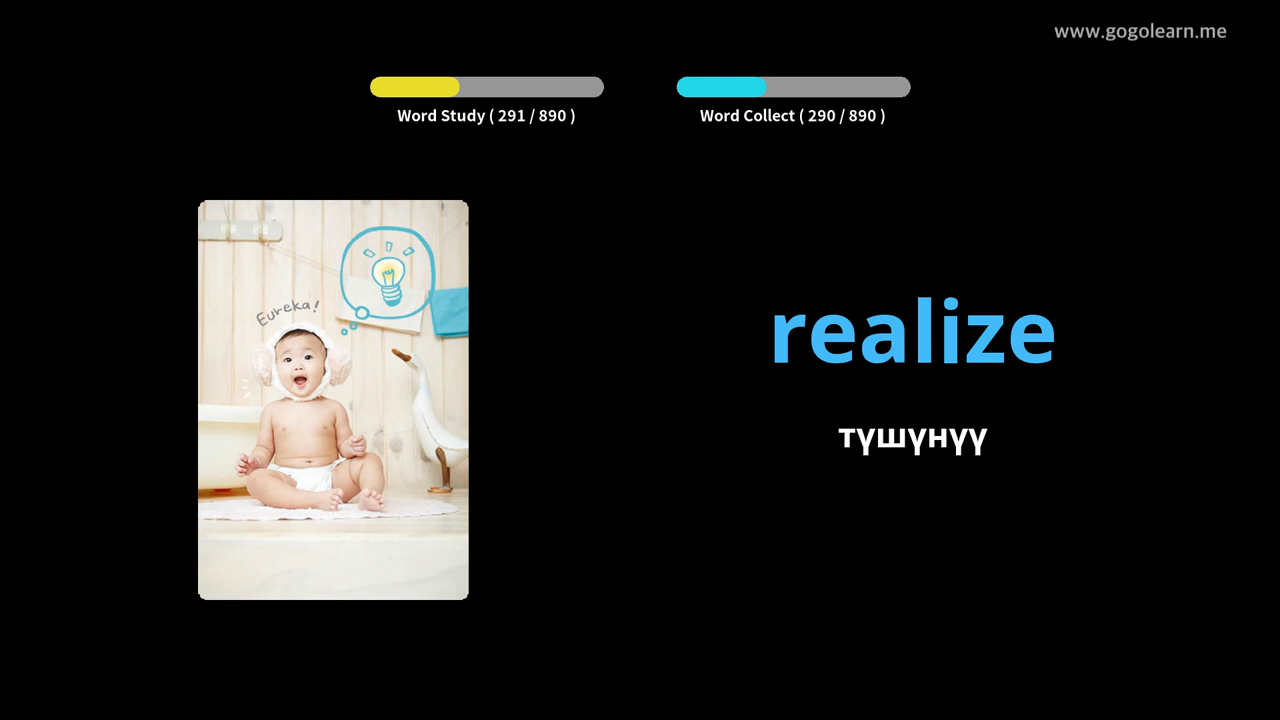 www.gogolearn.me
Word Study ( 291 / 890 )
Word Collect ( 290 / 890 )
Eureka!
realize
түшүнүү